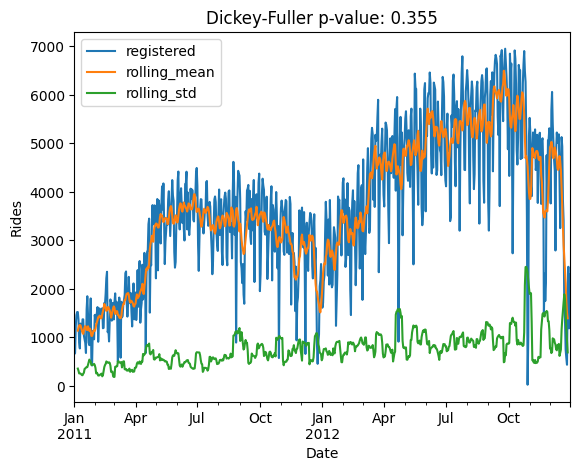 Dickey-Fuller p-value: 0.355
7000
6000
5000
4000
3000
2000
1000
0
Rides
registered
rolling_mean
rolling_std
Jan
2011
Apr
Jul
Oct
Jan
2012
Apr
Jul
Oct
Date